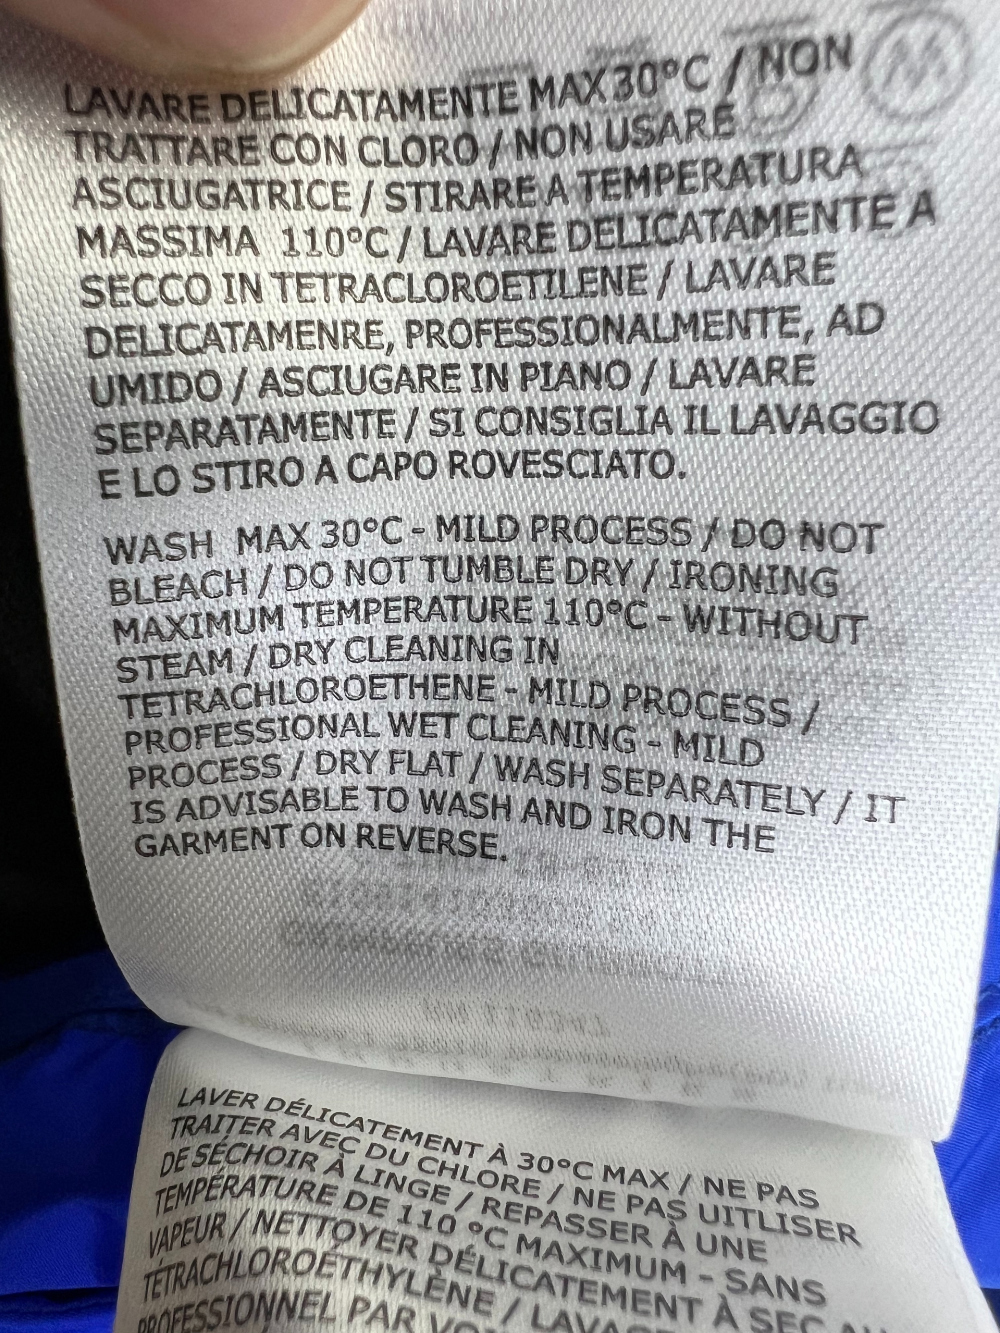 LAVARE DELICATAMENTE MAX 30°C / NON
TRATTARE CON CLORO / NON USARE
ASCIUGATRICE / STIRARE A TEMPERATURA
MASSIMA 110°C / LAVARE DELICATAMENTE A
SECCO IN TETRACLOROETILENE / LAVARE
DELICATAMENRE, PROFESSIONALMENTE, AD
UMIDO / ASCIUGARE IN PIANO / LAVARE
SEPARATAMENTE / SI CONSIGLIA IL LAVAGGIO
E LO STIRO A CAPO ROVESCIATO.
WASH MAX 30°C - MILD PROCESS / DO NOT
BLEACH / DO NOT TUMBLE DRY / IRONING
MAXIMUM TEMPERATURE 110°C - WITHOUT
STEAM / DRY CLEANING IN
TETRACHLOROETHENE - MILD PROCESS /
PROFESSIONAL WET CLEANING - MILD
PROCESS / DRY FLAT / WASH SEPARATELY / IT
IS ADVISABLE TO WASH AND IRON THE
GARMENT ON REVERSE.
LAVER DÉLICATEMENT À 30°C MAX / NE PAS
TRAITER AVEC DU CHLORE / NE PAS UITLISER
DE SÉCHOIR À LINGE / REPASSER À UNE
TEMPÉRATURE DE 110 °C MAXIMUM - SANS
VAPEUR / NETTOYER DÉLICATEMENT À SEC AU
TÉTRACHLOROÉTHYLÈNE /
PROFESSIONNEL PAR